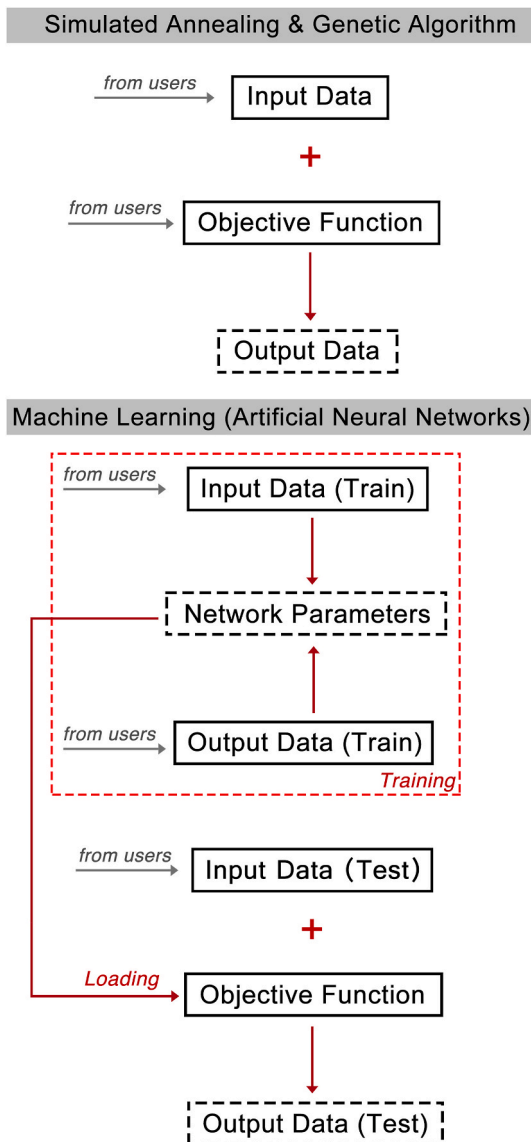 Simulated Annealing & Genetic Algorithm
from users
Input Data
+
from users
Objective Function
Output Data
Machine Learning (Artificial Neural Networks)
from users
Input Data (Train)
Network Parameters
from users
Output Data (Train)
Training
from users
Input Data (Test)
+
Loading
Objective Function
Output Data (Test)